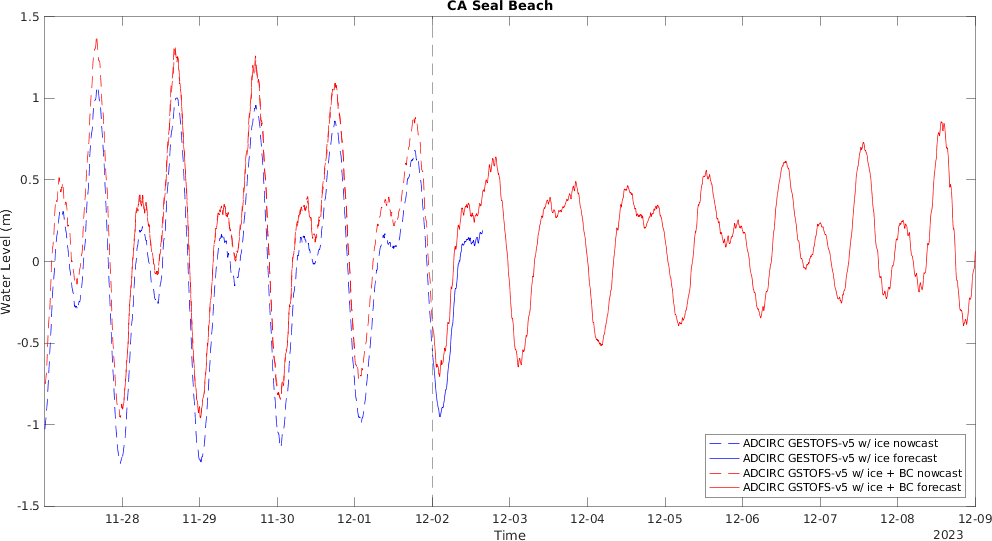 CA Seal Beach
1.5
1
0.5
0
-0.5
-1
-1.5
Water Level (m)
11-28
11-29
11-30
12-01
12-02
12-03
12-04
12-05
12-06
12-07
12-08
12-09
Time
2023
ADCIRC GESTOFS-v5 w/ ice nowcast
ADCIRC GESTOFS-v5 w/ ice forecast
ADCIRC GSTOFS-v5 w/ ice + BC nowcast
ADCIRC GSTOFS-v5 w/ ice + BC forecast